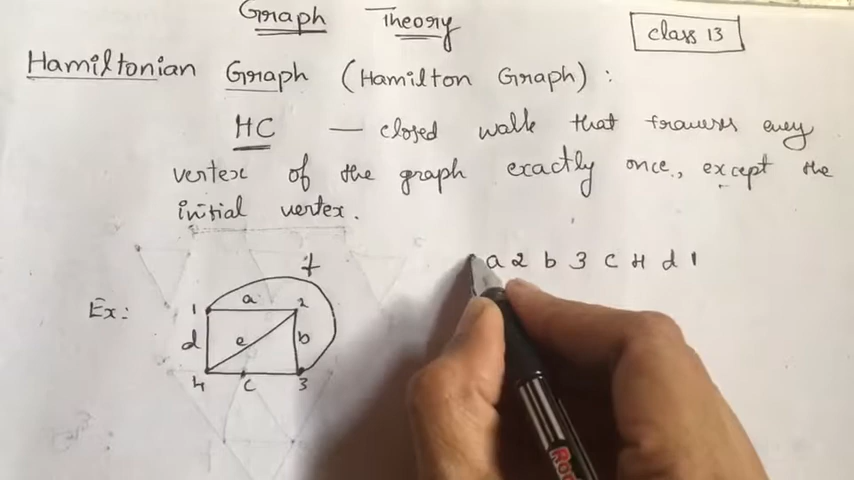 Graph Theory
class 13
Hamiltonian Graph (Hamilton Graph) :
HC — closed walk that travers every
vertex of the graph exactly once, except the
initial vertex.
a 2 b 3 c 4 d 1
Ex:
f
1 a 2
d e b
4 c 3